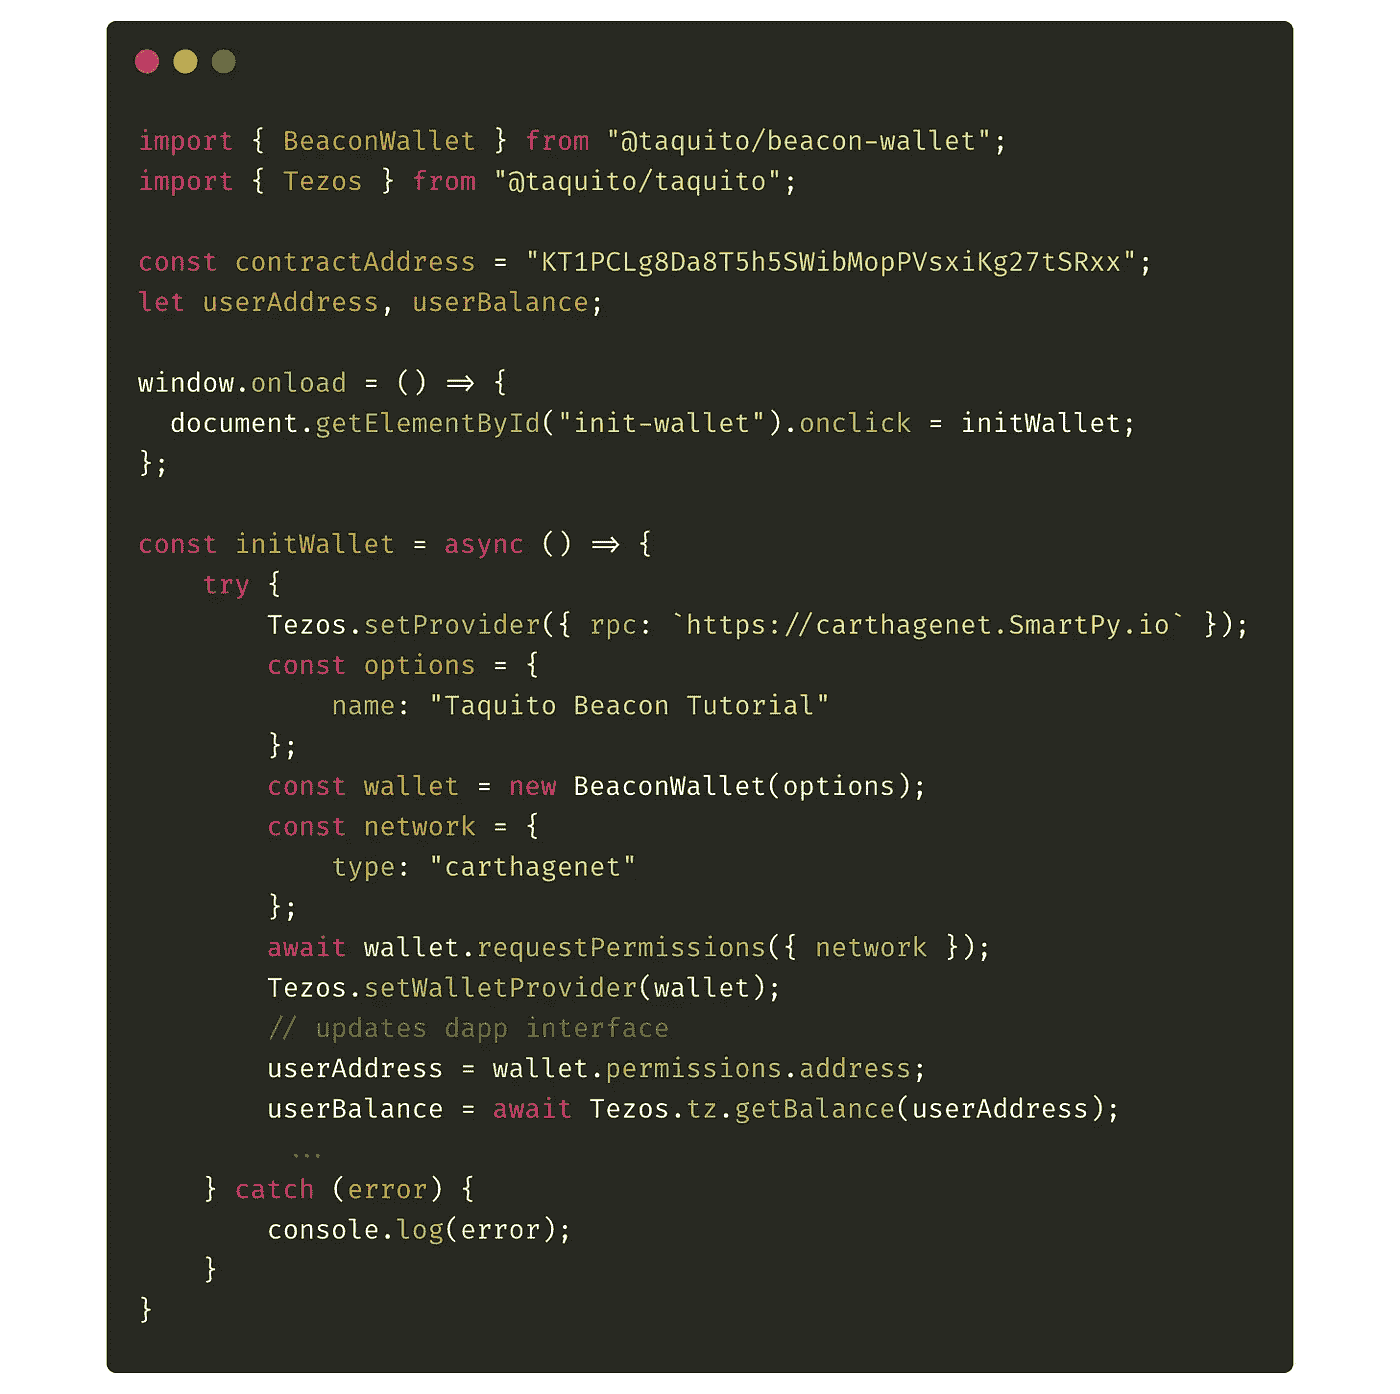 import { BeaconWallet } from "@taquito/beacon-wallet";
import { Tezos } from "@taquito/taquito";
const contractAddress = "KT1PCLg8Da8T5h5SWibMopPVsxiKg27tSRxx";
let userAddress, userBalance;
window.onload = () => {
  document.getElementById("init-wallet").onclick = initWallet;
};
const initWallet = async () => {
    try {
        Tezos.setProvider({ rpc: `https://carthagenet.SmartPy.io` });
        const options = {
            name: "Taquito Beacon Tutorial"
        };
        const wallet = new BeaconWallet(options);
        const network = {
            type: "carthagenet"
        };
        await wallet.requestPermissions({ network });
        Tezos.setWalletProvider(wallet);
        // updates dapp interface
        userAddress = wallet.permissions.address;
        userBalance = await Tezos.tz.getBalance(userAddress);
         ...
    } catch (error) {
        console.log(error);
    }
}